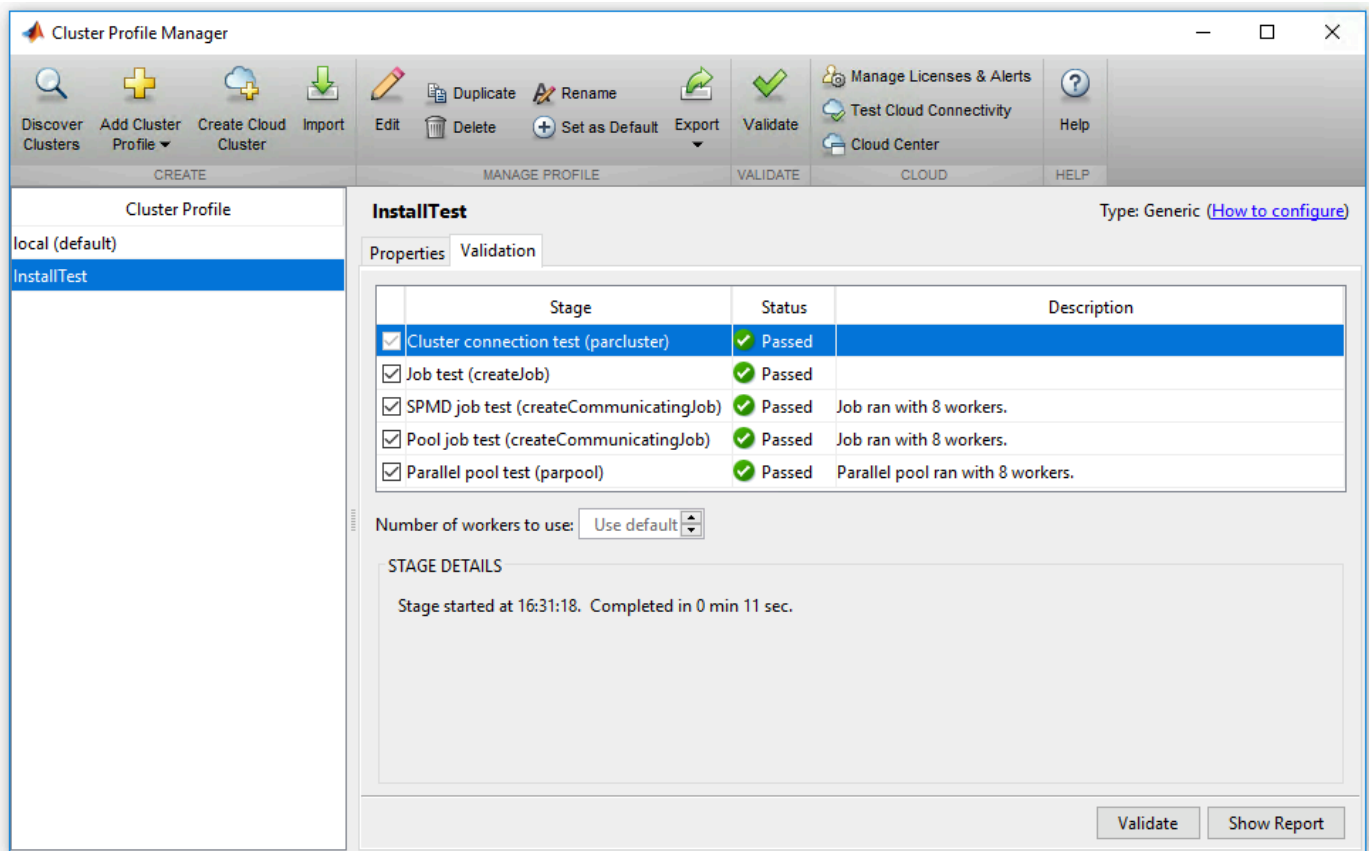 Cluster Profile Manager
Discover Clusters
Add Cluster Profile
Create Cloud Cluster
Import
Edit
Duplicate
Rename
Delete
Set as Default
Export
Validate
Manage Licenses & Alerts
Test Cloud Connectivity
Cloud Center
Help
CREATE
MANAGE PROFILE
VALIDATE
CLOUD
HELP
Cluster Profile
local (default)
InstallTest
InstallTest
Type: Generic (How to configure)
Properties
Validation
Stage Status Description
Cluster connection test (parcluster) Passed
Job test (createJob) Passed
SPMD job test (createCommunicatingJob) Passed Job ran with 8 workers.
Pool job test (createCommunicatingJob) Passed Job ran with 8 workers.
Parallel pool test (parpool) Passed Parallel pool ran with 8 workers.
Number of workers to use: Use default
STAGE DETAILS
Stage started at 16:31:18. Completed in 0 min 11 sec.
Validate
Show Report